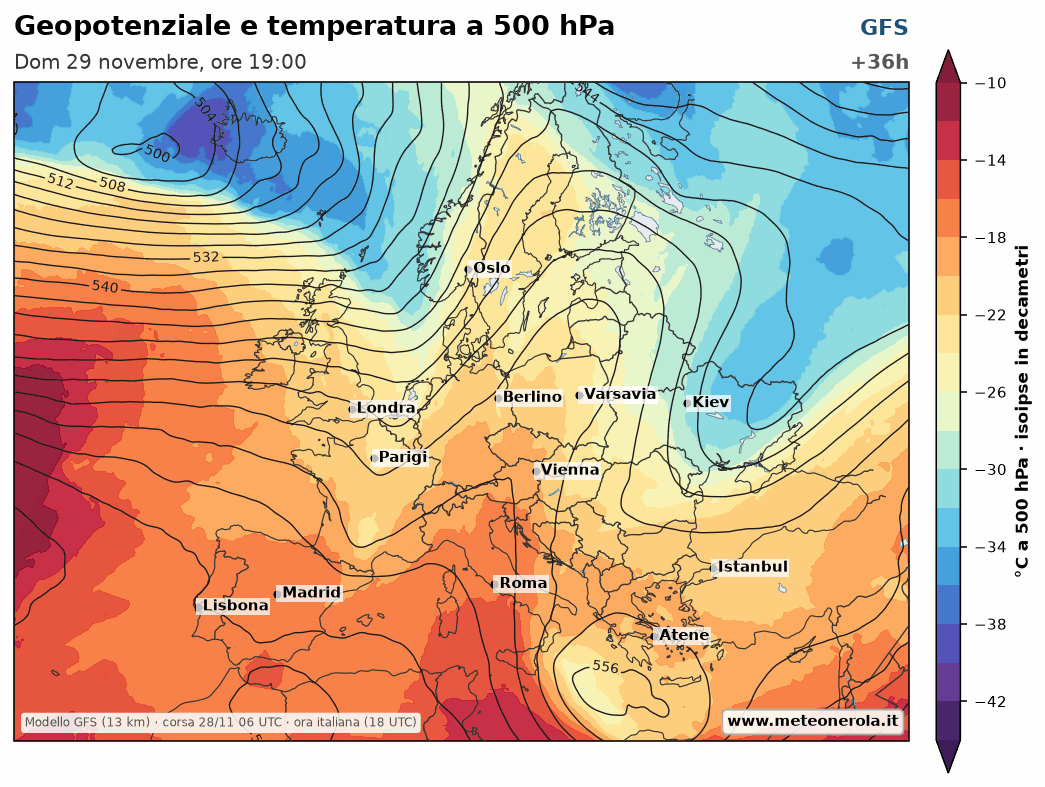 Geopotenziale e temperatura a 500 hPa
GFS
Dom 29 novembre, ore 19:00
+36h
504
500
544
512
508
532
540
Oslo
Londra
Berlino
Varsavia
Kiev
Parigi
Vienna
Roma
Istanbul
Madrid
Lisbona
Atene
556
Modello GFS (13 km) · corsa 28/11 06 UTC · ora italiana (18 UTC)
www.meteonerola.it
−10
−14
−18
−22
−26
−30
−34
−38
−42
°C a 500 hPa · isoipse in decametri